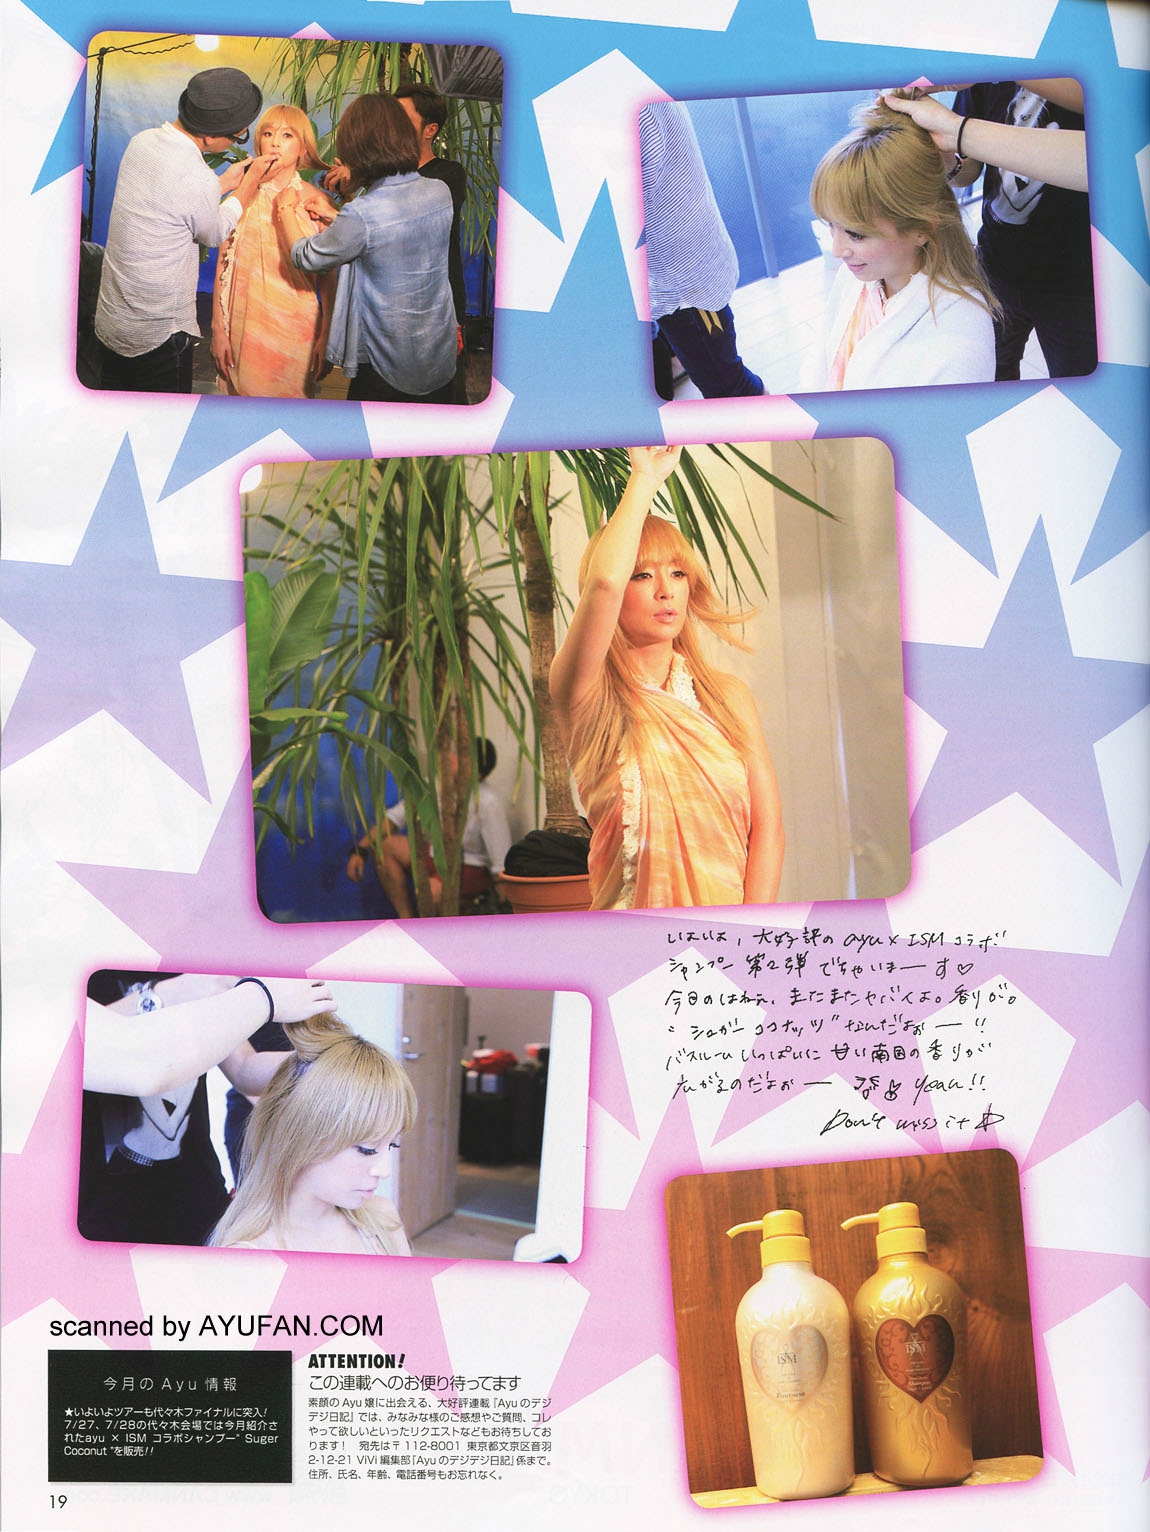 はいはい、大好評の ayu × ISM コラボ
シャンプー 第2弾 でちゃいまーす♡
今回のはねぇ、またまたヤバイよ。香りが。
"シュガー ココナッツ" なんだよぉー!!
バスルームいっぱいに 甘い南国の香りが
広がるのだよぉー Yeah!!
Don't miss it
ISM
Treatment
ISM
Shampoo
scanned by AYUFAN.COM
今月のAyu情報
★いよいよツアーも代々木ファイナルに突入!
7/27、7/28の代々木会場では今月紹介さ
れたayu × ISM コラボシャンプー" Suger
Coconut "を販売!!
ATTENTION!
この連載へのお便り待ってます
素顔のAyu嬢に出会える、大好評連載『Ayuのデジ
デジ日記』では、みなみな様のご感想やご質問、コレ
やって欲しいといったリクエストなどもお待ちしてお
ります! 宛先は〒112-8001 東京都文京区音羽
2-12-21 ViVi編集部『Ayuのデジデジ日記』係まで。
住所、氏名、年齢、電話番号もお忘れなく。
19